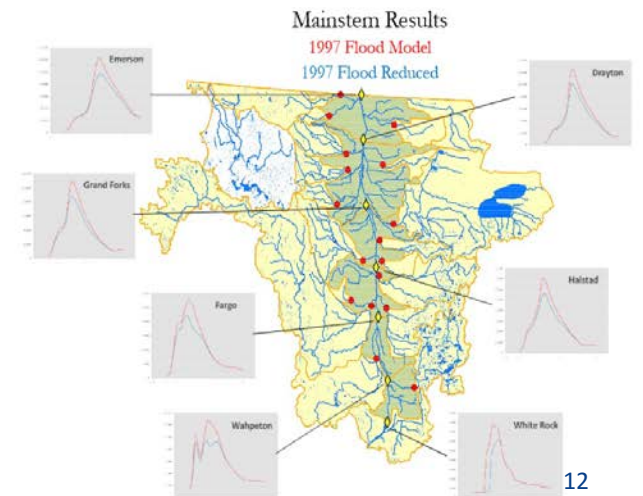 Mainstem Results
1997 Flood Model
1997 Flood Reduced
Emerson
Drayton
Grand Forks
Halstad
Fargo
Wahpeton
White Rock
12